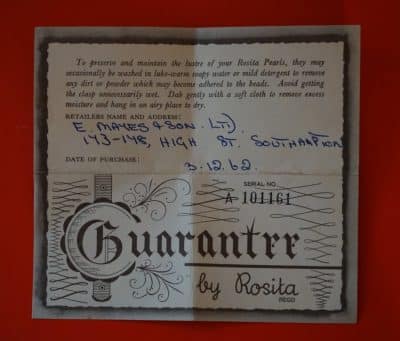 To preserve and maintain the lustre of your Rosita Pearls, they may
occasionally be washed in luke-warm soapy water or mild detergent to remove
any dirt or powder which may become adhered to the beads. Avoid getting
the clasp unnecessarily wet. Dab gently with a soft cloth to remove excess
moisture and hang in an airy place to dry.
RETAILERS NAME AND ADDRESS:
E. MAYES & SON. LTD
143-148, HIGH ST. SOUTHAMPTON
DATE OF PURCHASE:
3.12.62.
SERIAL NO.
A 101161
Guarantee
by Rosita
REGD